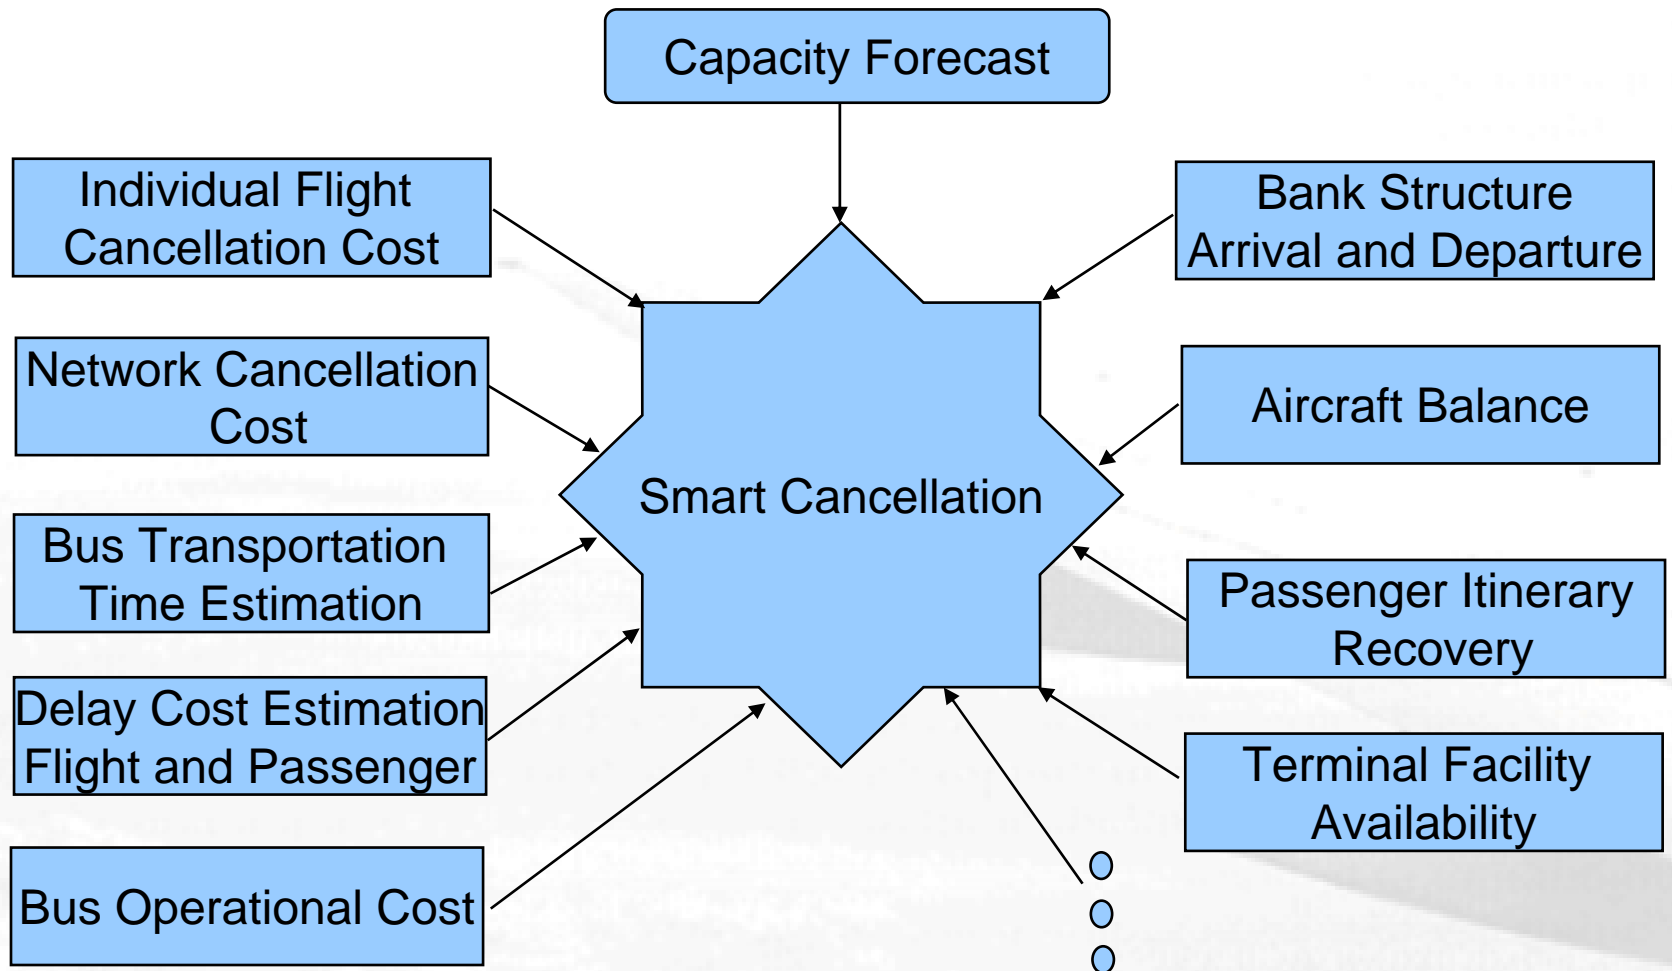 Capacity Forecast
Individual Flight
Cancellation Cost
Bank Structure
Arrival and Departure
Network Cancellation
Cost
Aircraft Balance
Smart Cancellation
Bus Transportation
Time Estimation
Passenger Itinerary
Recovery
Delay Cost Estimation
Flight and Passenger
Terminal Facility
Availability
Bus Operational Cost